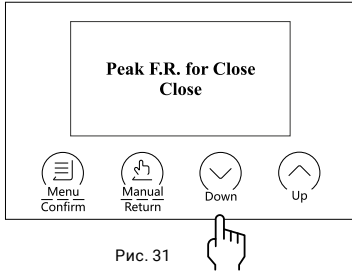 Peak F.R. for Close
Close
Menu
Confirm
Manual
Return
Down
Up
Рис. 31